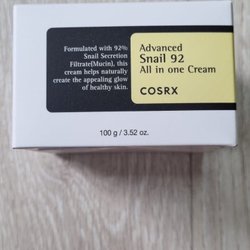 Formulated with 92%
Snail Secretion
Filtrate(Mucin), this
cream helps naturally
create the appealing glow
of healthy skin.
Advanced
Snail 92
All in one Cream
COSRX
100 g / 3.52 oz.